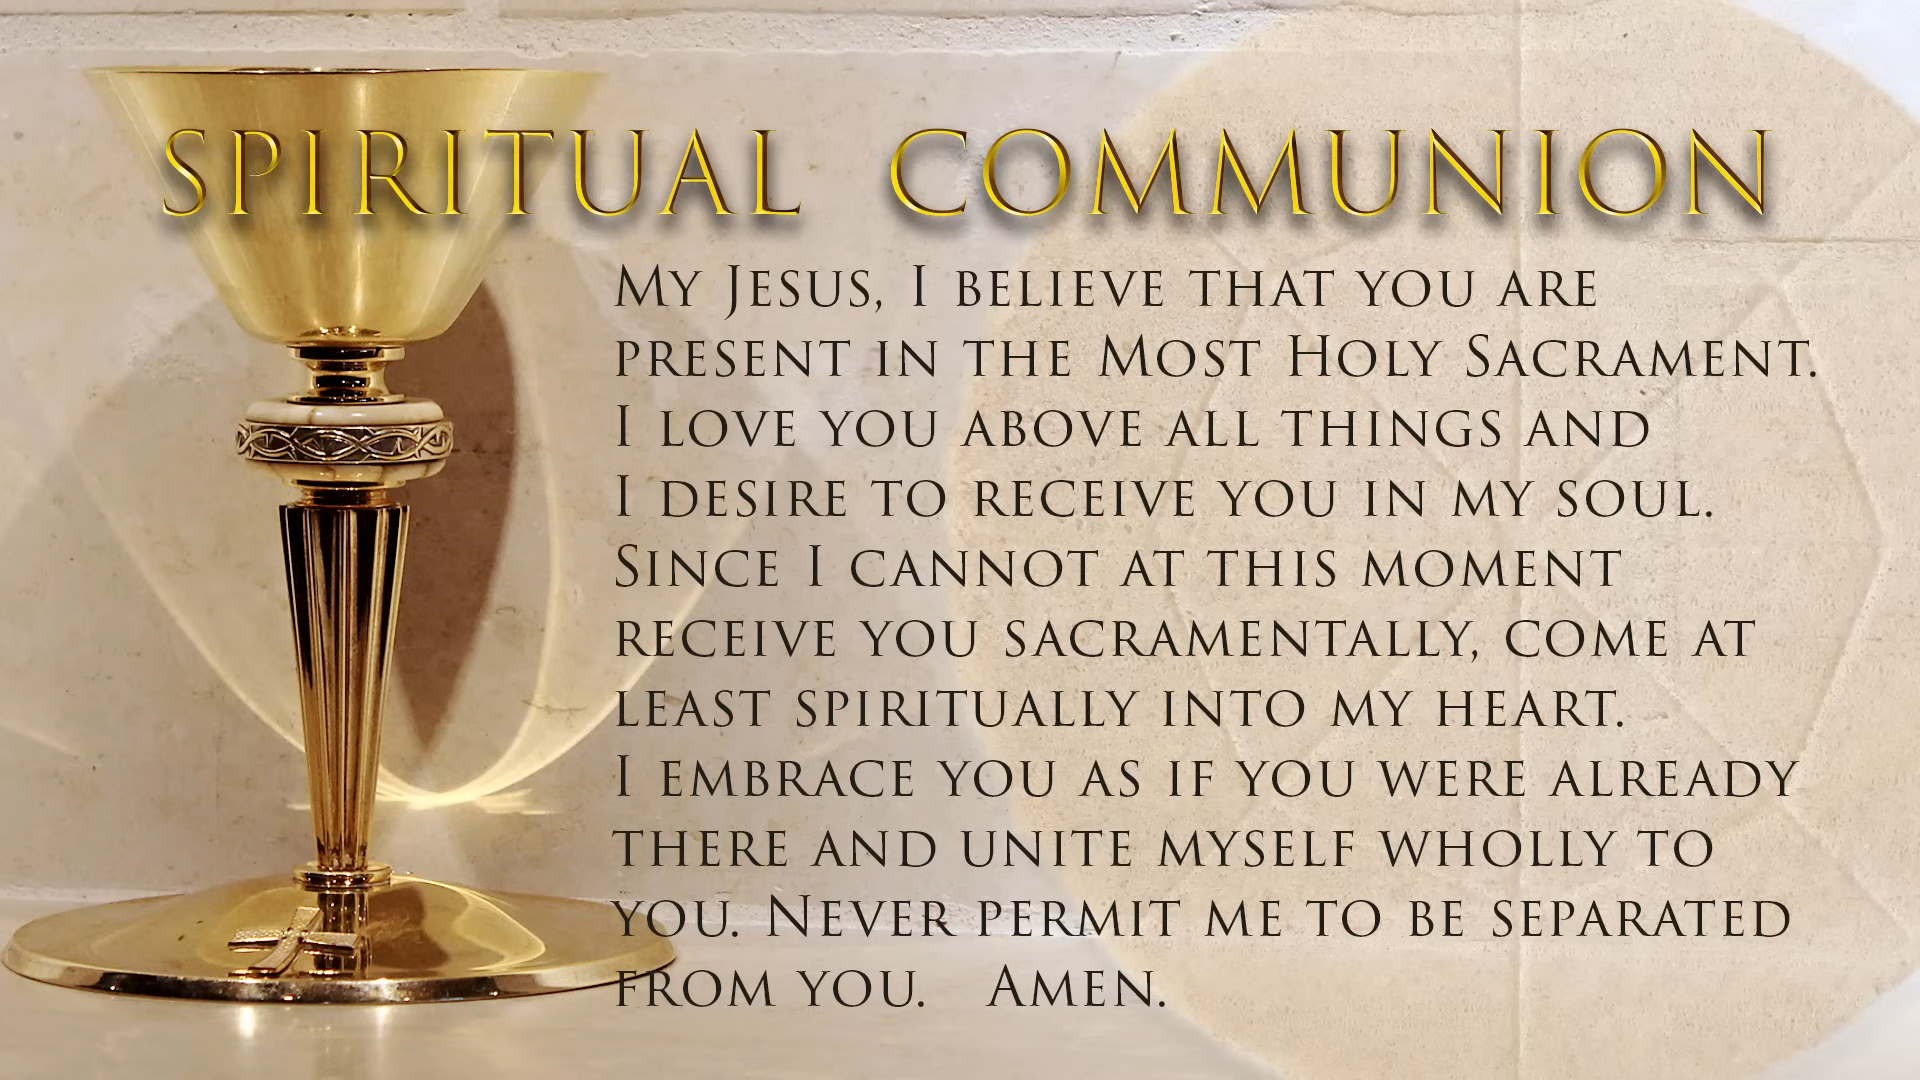 SPIRITUAL COMMUNION
My Jesus, I believe that you are
present in the Most Holy Sacrament.
I love you above all things and
I desire to receive you in my soul.
Since I cannot at this moment
receive you sacramentally, come at
least spiritually into my heart.
I embrace you as if you were already
there and unite myself wholly to
you. Never permit me to be separated
from you. Amen.